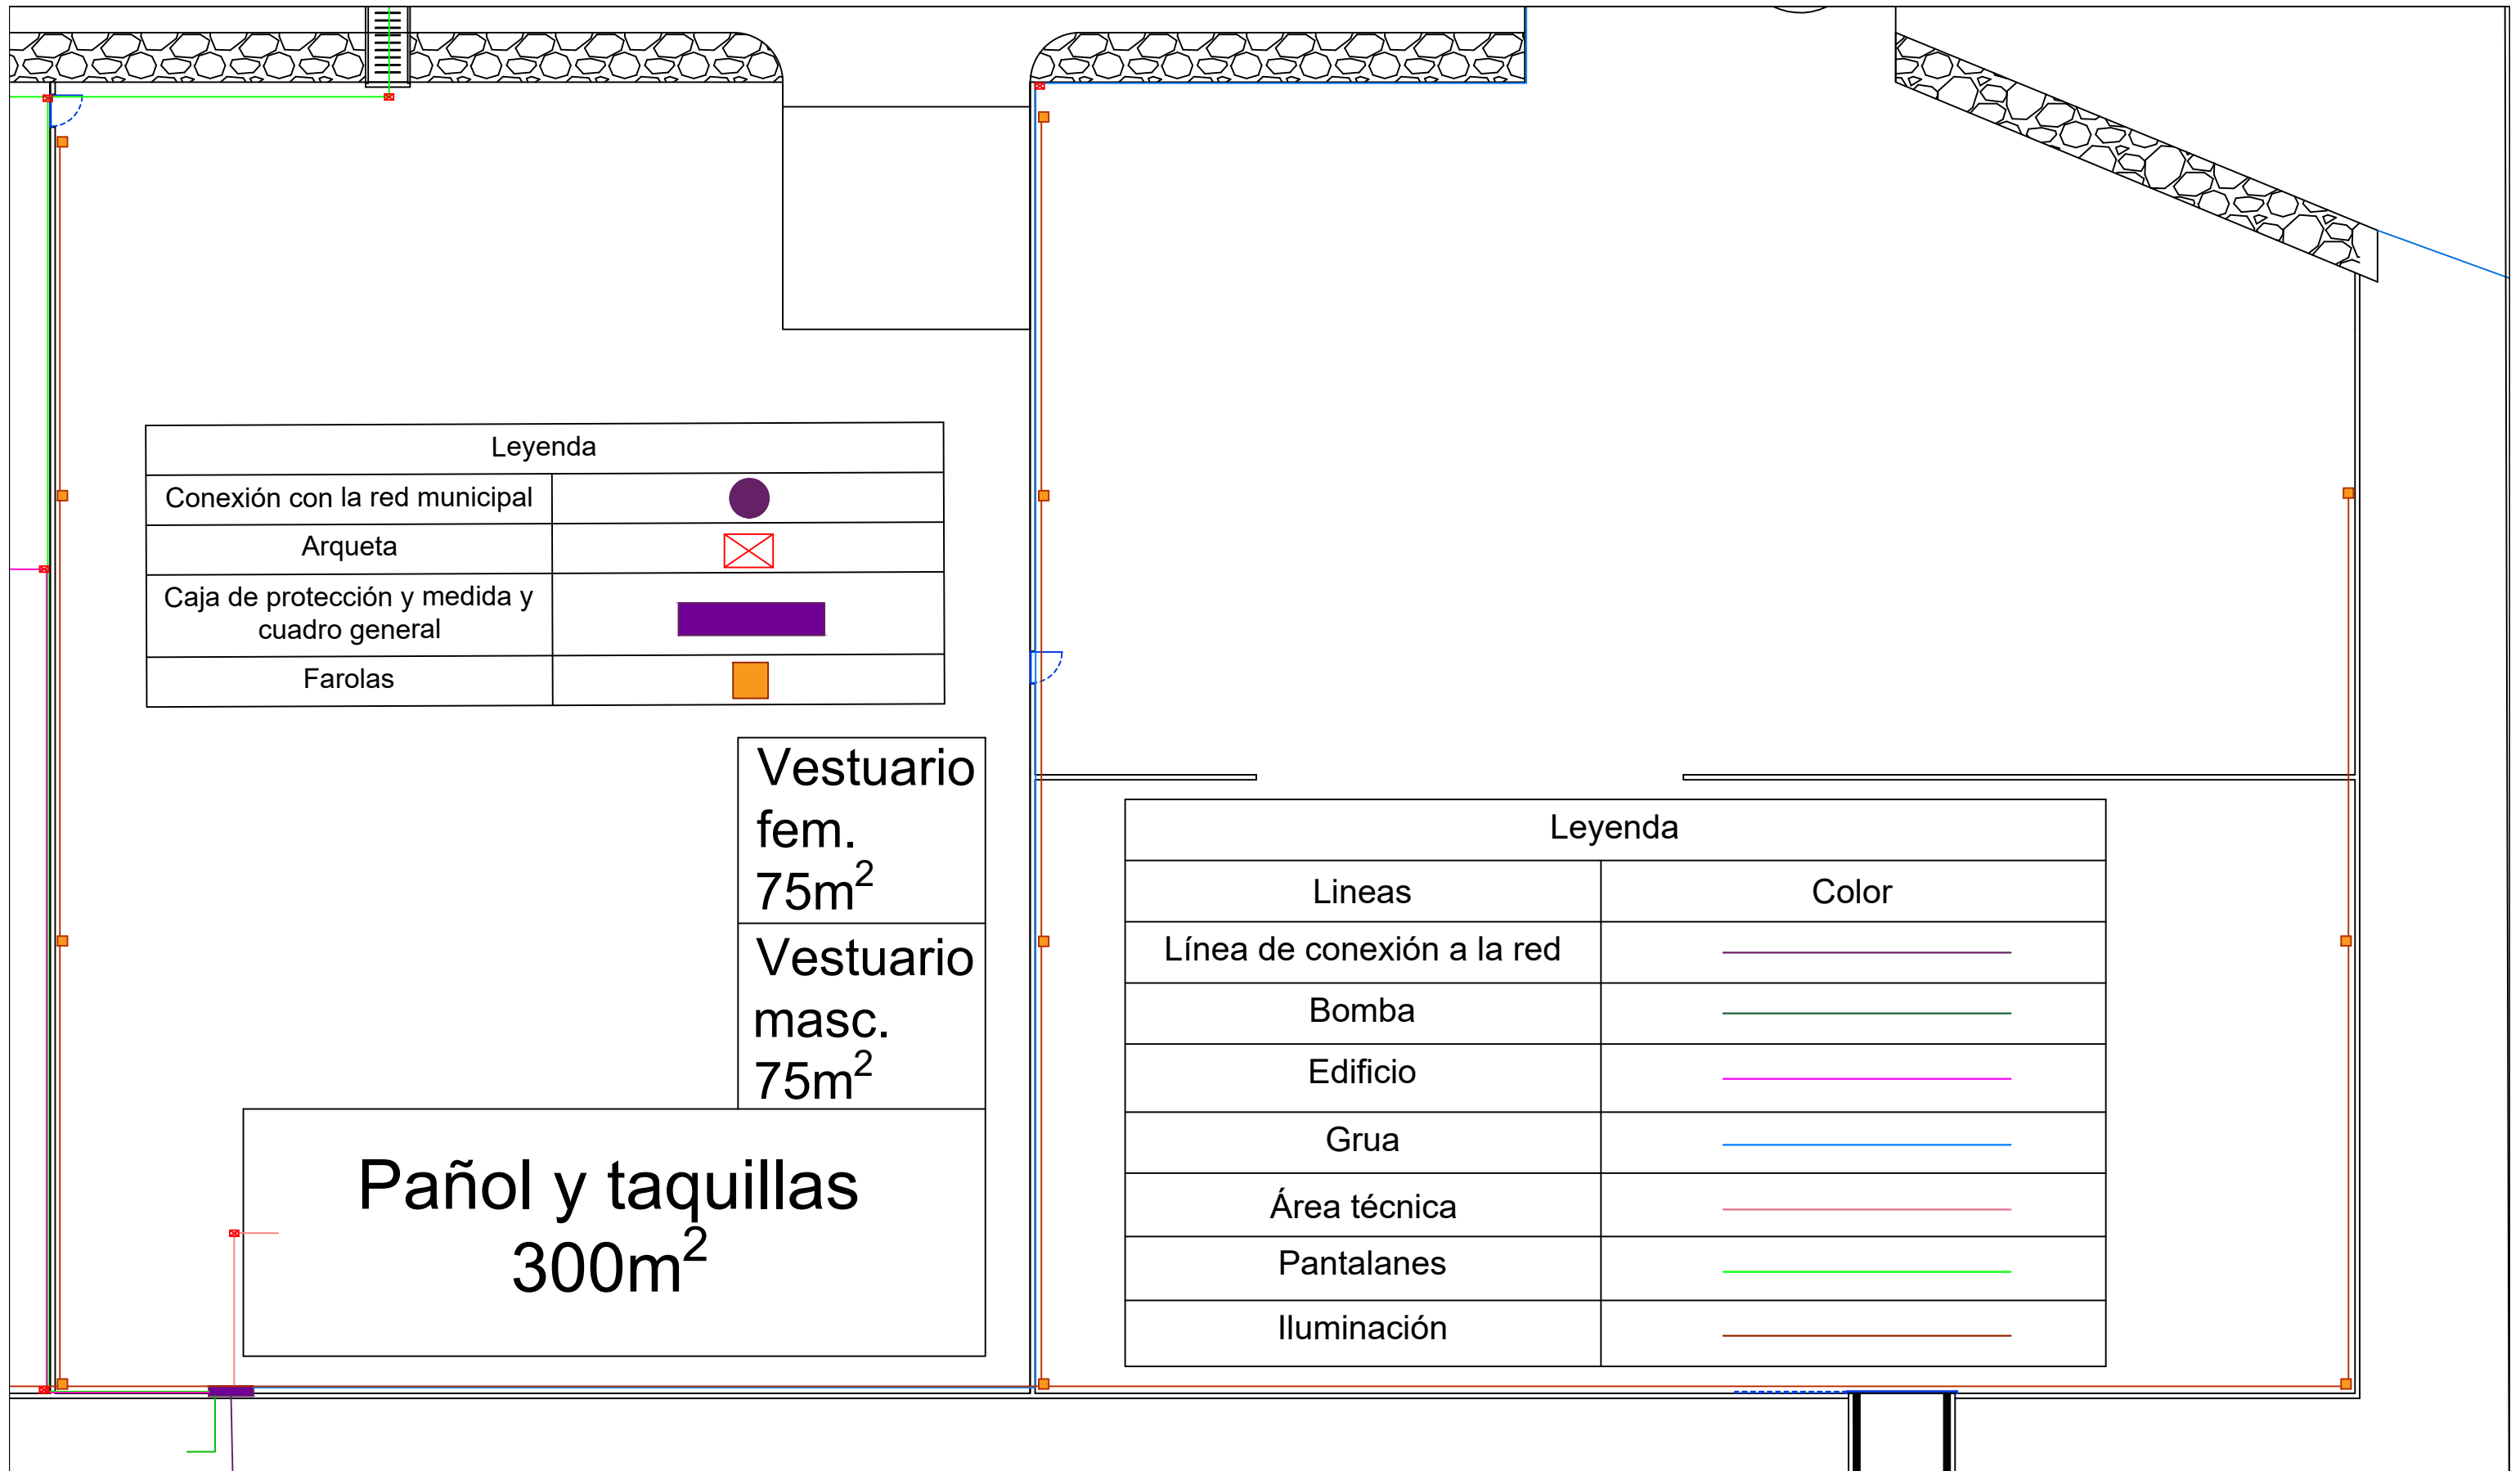 Leyenda
Conexión con la red municipal
Arqueta
Caja de protección y medida y
cuadro general
Farolas
Vestuario
fem.
75m²
Vestuario
masc.
75m²
Pañol y taquillas
300m²
Leyenda
Lineas Color
Línea de conexión a la red
Bomba
Edificio
Grua
Área técnica
Pantalanes
Iluminación